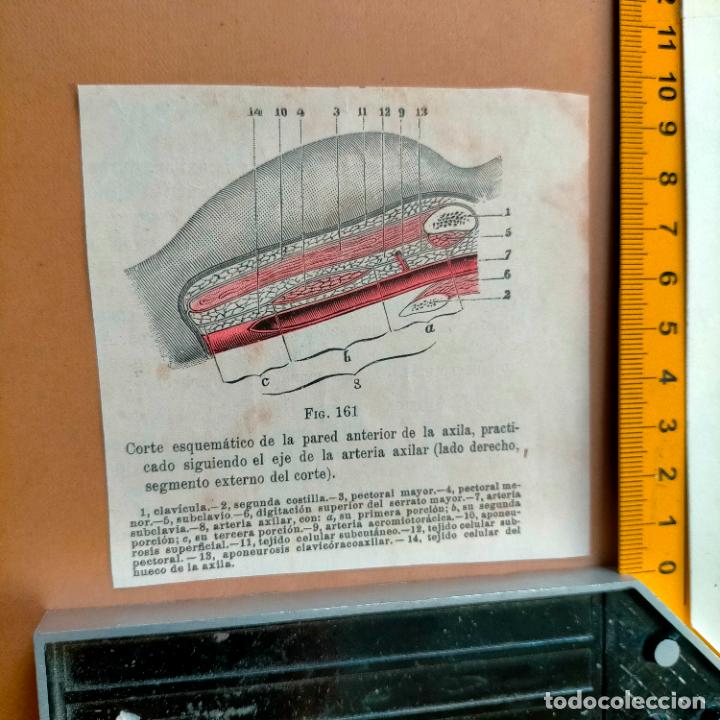 14 10 4 3 11 12 9 13
1
5
7
6
2
a
b
c
8
FIG. 161
Corte esquemático de la pared anterior de la axila, practi-
cado siguiendo el eje de la arteria axilar (lado derecho,
segmento externo del corte).
1, clavícula.—2, segunda costilla.—3, pectoral mayor.—4, pectoral me-
nor.—5, subclavio.—6, digitación superior del serrato mayor.—7, arteria
subclavia.—8, arteria axilar, con: a, su primera porción; b, su segunda
porción; c, su tercera porción.—9, arteria acromiotorácica.—10, aponeu-
rosis superficial.—11, tejido celular subcutáneo.—12, tejido celular sub-
pectoral.—13, aponeurosis clavicóracoaxilar.—14, tejido celular del
hueco de la axila.
12
11
10
9
8
7
6
5
4
3
2
1
0
todocoleccion